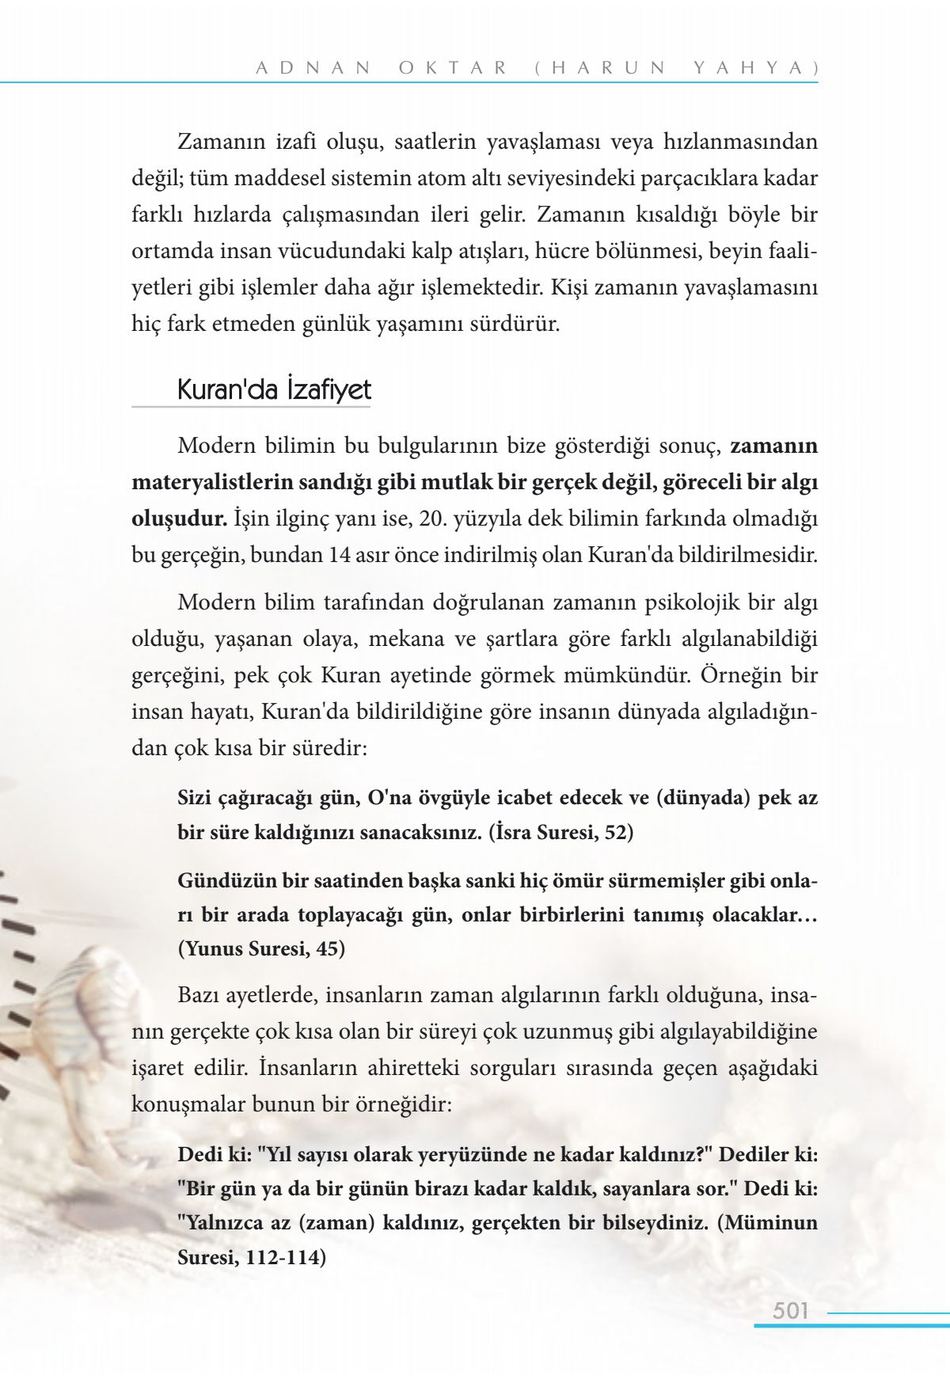 ADNAN OKTAR (HARUN YAHYA)
Zamanın izafi oluşu, saatlerin yavaşlaması veya hızlanmasından
değil; tüm maddesel sistemin atom altı seviyesindeki parçacıklara kadar
farklı hızlarda çalışmasından ileri gelir. Zamanın kısaldığı böyle bir
ortamda insan vücudundaki kalp atışları, hücre bölünmesi, beyin faali-
yetleri gibi işlemler daha ağır işlemektedir. Kişi zamanın yavaşlamasını
hiç fark etmeden günlük yaşamını sürdürür.
Kuran'da İzafiyet
Modern bilimin bu bulgularının bize gösterdiği sonuç, zamanın
materyalistlerin sandığı gibi mutlak bir gerçek değil, göreceli bir algı
oluşudur. İşin ilginç yanı ise, 20. yüzyıla dek bilimin farkında olmadığı
bu gerçeğin, bundan 14 asır önce indirilmiş olan Kuran'da bildirilmesidir.
Modern bilim tarafından doğrulanan zamanın psikolojik bir algı
olduğu, yaşanan olaya, mekana ve şartlara göre farklı algılanabildiği
gerçeğini, pek çok Kuran ayetinde görmek mümkündür. Örneğin bir
insan hayatı, Kuran'da bildirildiğine göre insanın dünyada algıladığın-
dan çok kısa bir süredir:
Sizi çağıracağı gün, O'na övgüyle icabet edecek ve (dünyada) pek az
bir süre kaldığınızı sanacaksınız. (İsra Suresi, 52)
Gündüzün bir saatinden başka sanki hiç ömür sürmemişler gibi onla-
rı bir arada toplayacağı gün, onlar birbirlerini tanımış olacaklar…
(Yunus Suresi, 45)
Bazı ayetlerde, insanların zaman algılarının farklı olduğuna, insa-
nın gerçekte çok kısa olan bir süreyi çok uzunmuş gibi algılayabildiğine
işaret edilir. İnsanların ahiretteki sorguları sırasında geçen aşağıdaki
konuşmalar bunun bir örneğidir:
Dedi ki: "Yıl sayısı olarak yeryüzünde ne kadar kaldınız?" Dediler ki:
"Bir gün ya da bir günün birazı kadar kaldık, sayanlara sor." Dedi ki:
"Yalnızca az (zaman) kaldınız, gerçekten bir bilseydiniz. (Müminun
Suresi, 112-114)
501